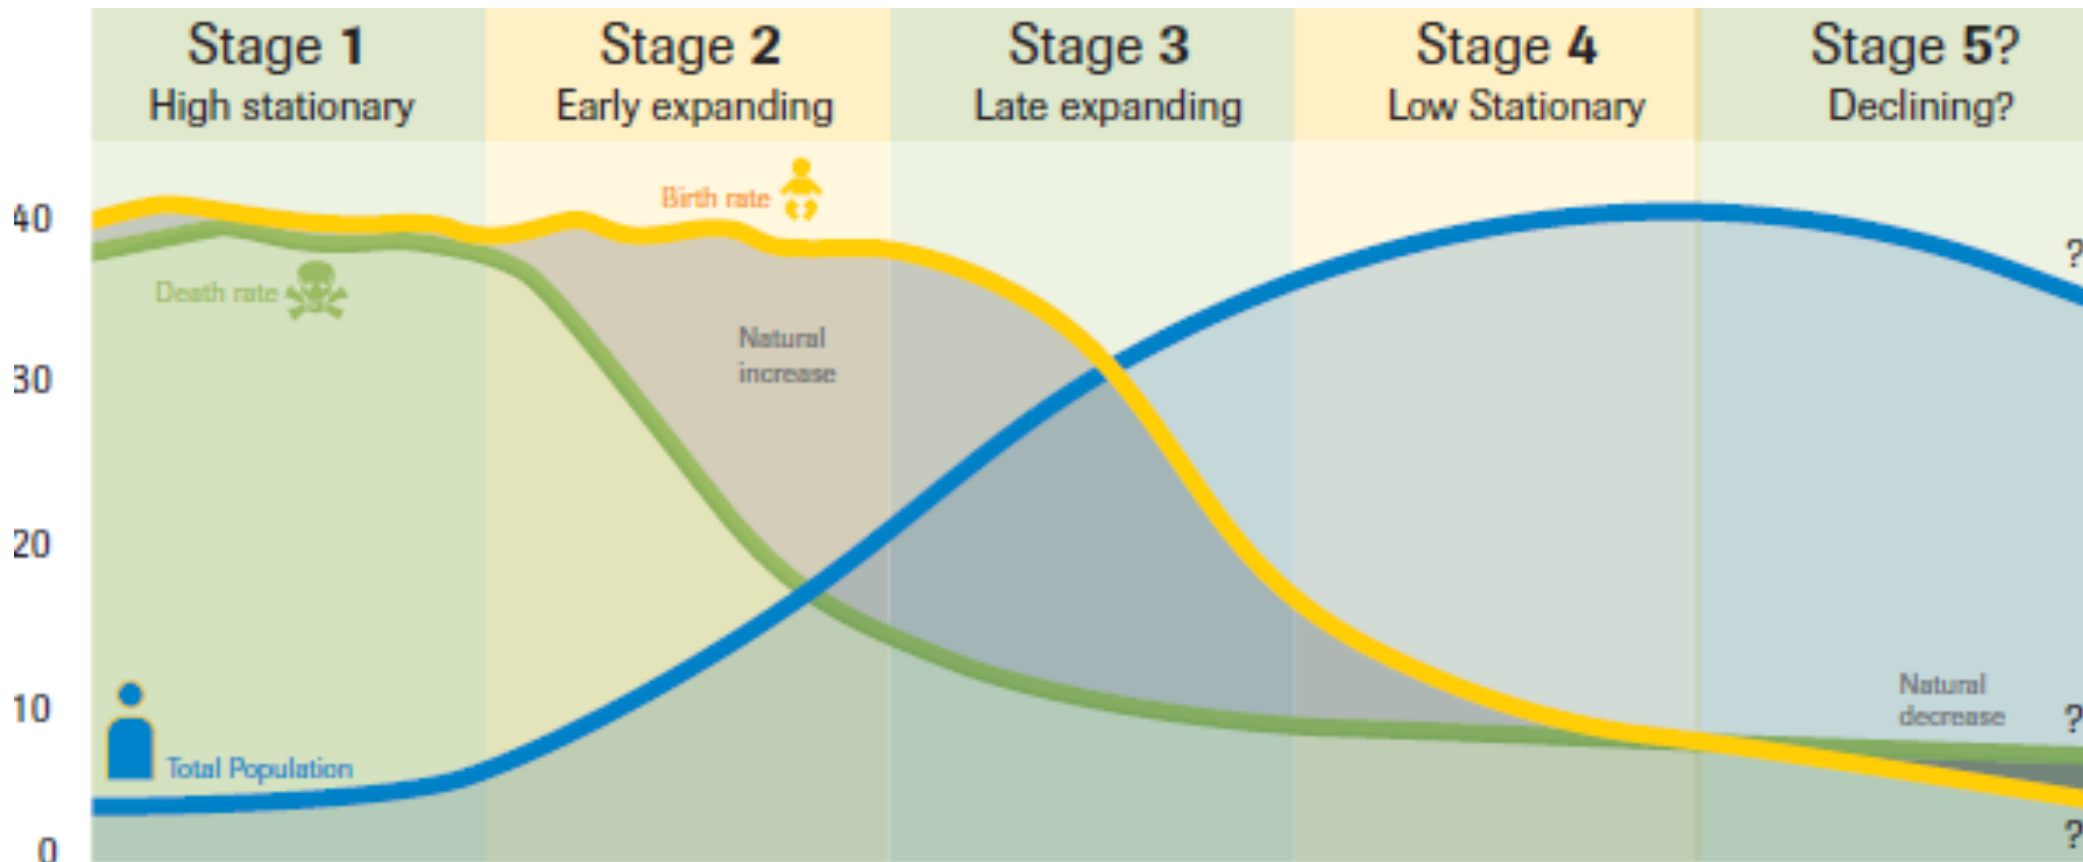 Stage 1
High stationary
Stage 2
Early expanding
Stage 3
Late expanding
Stage 4
Low Stationary
Stage 5?
Declining?
40
30
20
10
0
Birth rate
Death rate
Natural
increase
Total Population
Natural
decrease
?
?
?